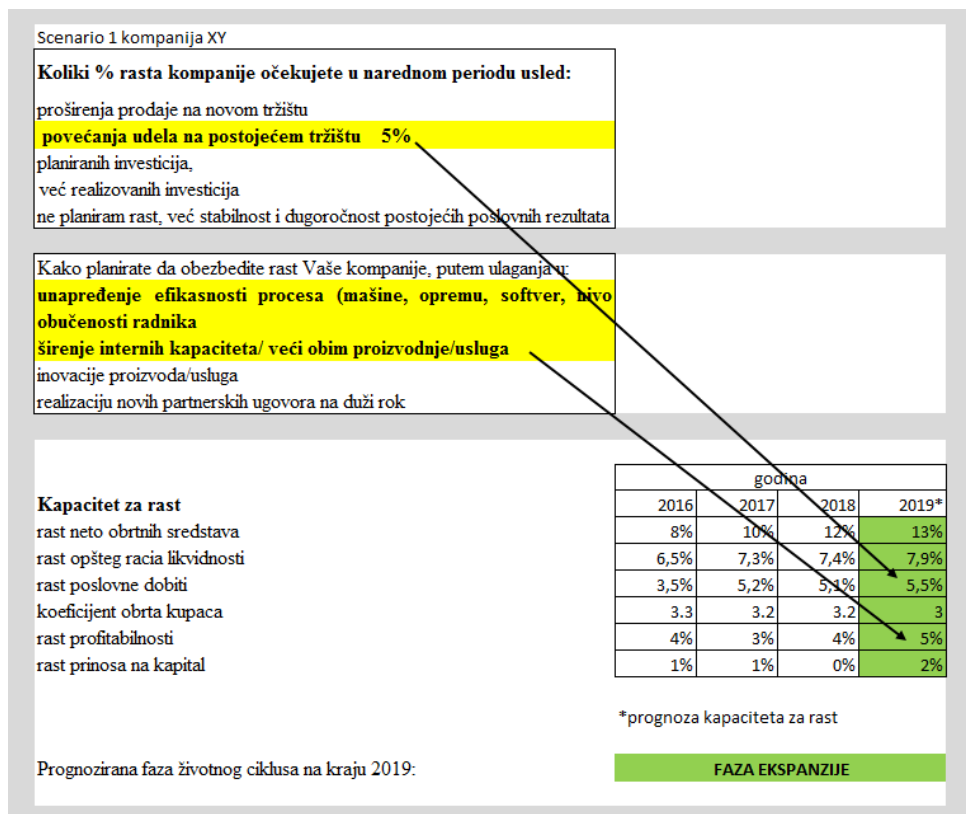 Scenario 1 kompanija XY
Koliki % rasta kompanije očekujete u narednom periodu usled:
proširenja prodaje na novom tržištu
povećanja udela na postojećem tržištu 5%
planiranih investicija,
već realizovanih investicija
ne planiram rast, već stabilnost i dugoročnost postojećih poslovnih rezultata
Kako planirate da obezbedite rast Vaše kompanije, putem ulaganja u:
unapređenje efikasnosti procesa (mašine, opremu, softver, nivo
obučenosti radnika
širenje internih kapaciteta/ veći obim proizvodnje/usluga
inovacije proizvoda/usluga
realizaciju novih partnerskih ugovora na duži rok
godina
Kapacitet za rast 2016 2017 2018 2019*
rast neto obrtnih sredstava 8% 10% 12% 13%
rast opšteg racia likvidnosti 6,5% 7,3% 7,4% 7,9%
rast poslovne dobiti 3,5% 5,2% 5,1% 5,5%
koeficijent obrta kupaca 3.3 3.2 3.2 3
rast profitabilnosti 4% 3% 4% 5%
rast prinosa na kapital 1% 1% 0% 2%
*prognoza kapaciteta za rast
Prognozirana faza životnog ciklusa na kraju 2019: FAZA EKSPANZIJE